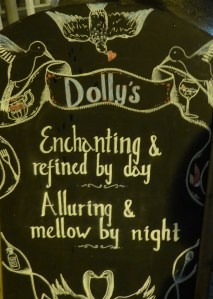 Dolly's
Enchanting &
refined by day
Alluring &
mellow by night